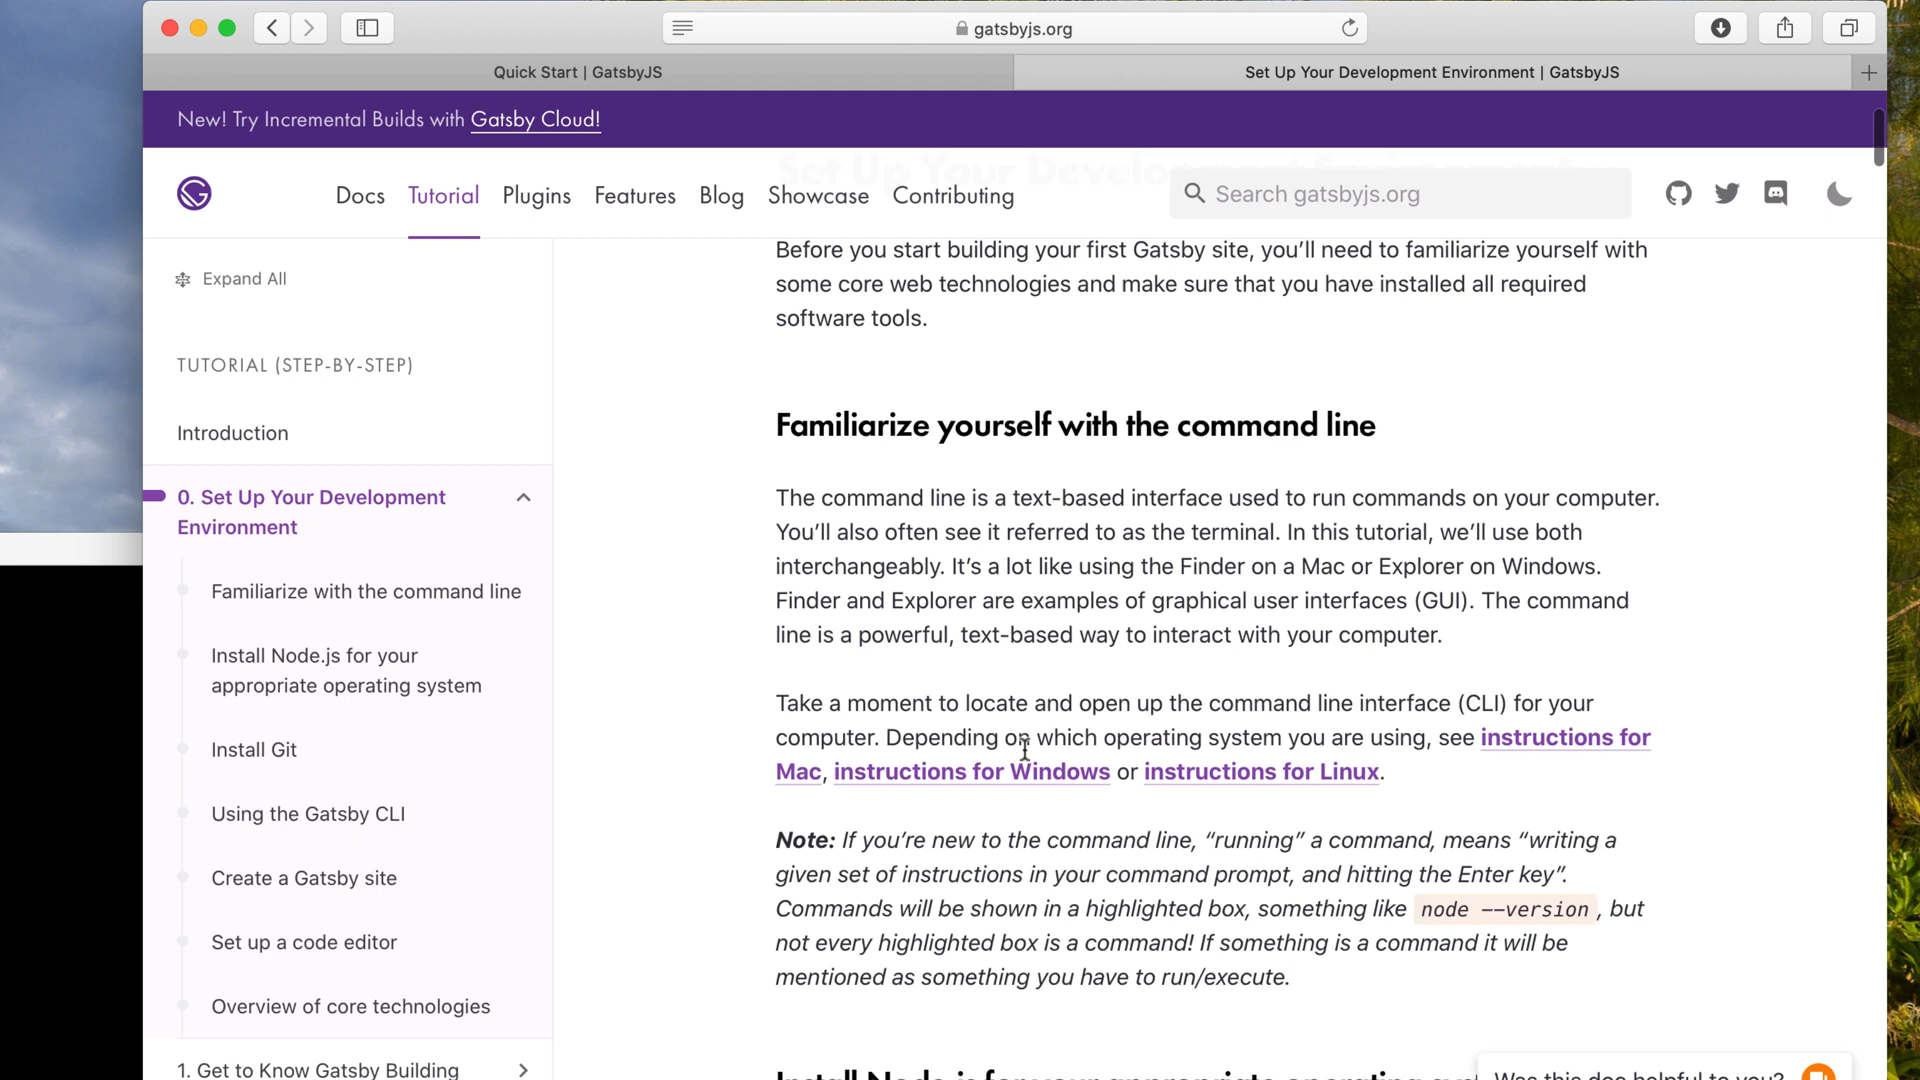 gatsbyjs.org
Quick Start | GatsbyJS
Set Up Your Development Environment | GatsbyJS
New! Try Incremental Builds with Gatsby Cloud!
Set Up Your Development Environment
Docs Tutorial Plugins Features Blog Showcase Contributing
Search gatsbyjs.org
Expand All
TUTORIAL (STEP-BY-STEP)
Introduction
0. Set Up Your Development
Environment
Familiarize with the command line
Install Node.js for your
appropriate operating system
Install Git
Using the Gatsby CLI
Create a Gatsby site
Set up a code editor
Overview of core technologies
1. Get to Know Gatsby Building
Before you start building your first Gatsby site, you’ll need to familiarize yourself with
some core web technologies and make sure that you have installed all required
software tools.
Familiarize yourself with the command line
The command line is a text-based interface used to run commands on your computer.
You’ll also often see it referred to as the terminal. In this tutorial, we’ll use both
interchangeably. It’s a lot like using the Finder on a Mac or Explorer on Windows.
Finder and Explorer are examples of graphical user interfaces (GUI). The command
line is a powerful, text-based way to interact with your computer.
Take a moment to locate and open up the command line interface (CLI) for your
computer. Depending on which operating system you are using, see instructions for
Mac, instructions for Windows or instructions for Linux.
Note: If you’re new to the command line, “running” a command, means “writing a
given set of instructions in your command prompt, and hitting the Enter key”.
Commands will be shown in a highlighted box, something like node --version, but
not every highlighted box is a command! If something is a command it will be
mentioned as something you have to run/execute.
Install Node.js for your appropriate operating
Was this doc helpful to you?